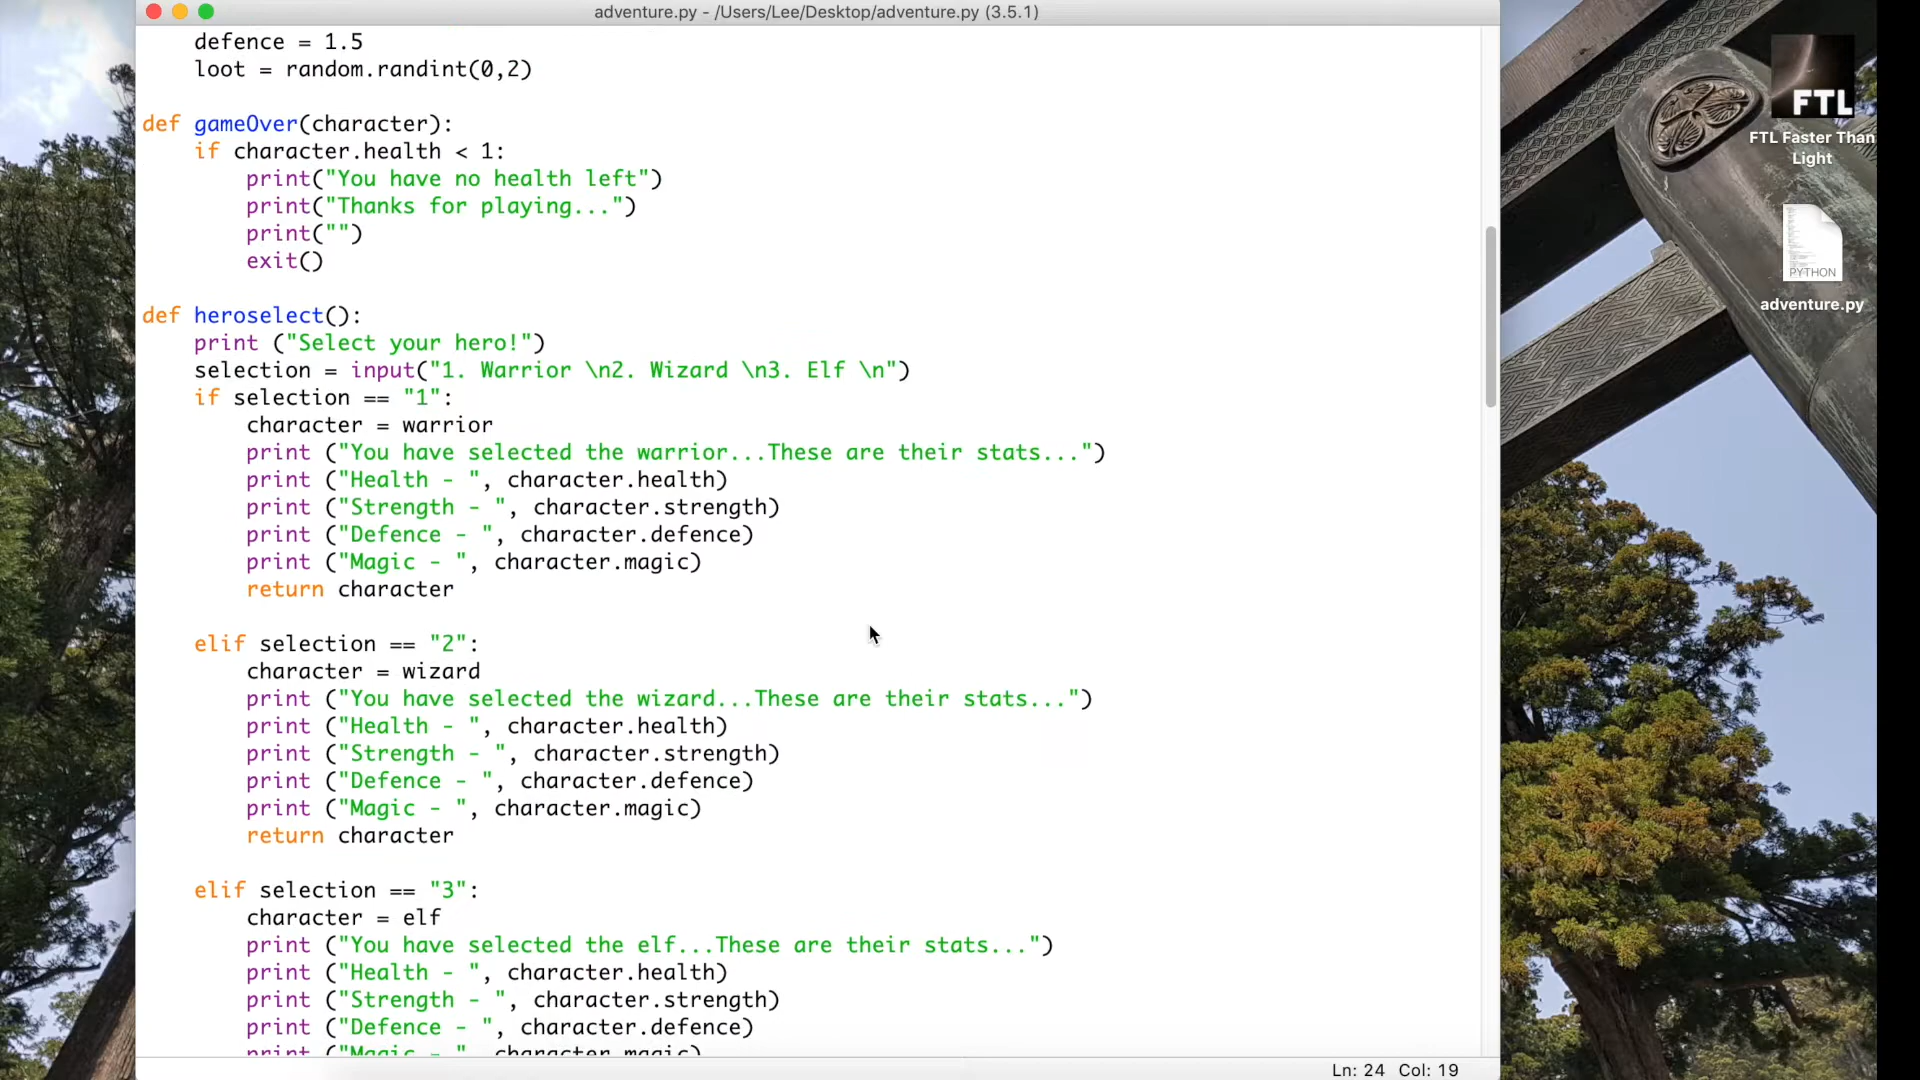 adventure.py - /Users/Lee/Desktop/adventure.py (3.5.1)
    defence = 1.5
    loot = random.randint(0,2)

def gameOver(character):
    if character.health < 1:
        print("You have no health left")
        print("Thanks for playing...")
        print("")
        exit()

def heroselect():
    print ("Select your hero!")
    selection = input("1. Warrior \n2. Wizard \n3. Elf \n")
    if selection == "1":
        character = warrior
        print ("You have selected the warrior...These are their stats...")
        print ("Health - ", character.health)
        print ("Strength - ", character.strength)
        print ("Defence - ", character.defence)
        print ("Magic - ", character.magic)
        return character

    elif selection == "2":
        character = wizard
        print ("You have selected the wizard...These are their stats...")
        print ("Health - ", character.health)
        print ("Strength - ", character.strength)
        print ("Defence - ", character.defence)
        print ("Magic - ", character.magic)
        return character

    elif selection == "3":
        character = elf
        print ("You have selected the elf...These are their stats...")
        print ("Health - ", character.health)
        print ("Strength - ", character.strength)
        print ("Defence - ", character.defence)
        print ("Magic - ", character.magic)
Ln: 24 Col: 19
FTL
FTL Faster Than
Light
PYTHON
adventure.py